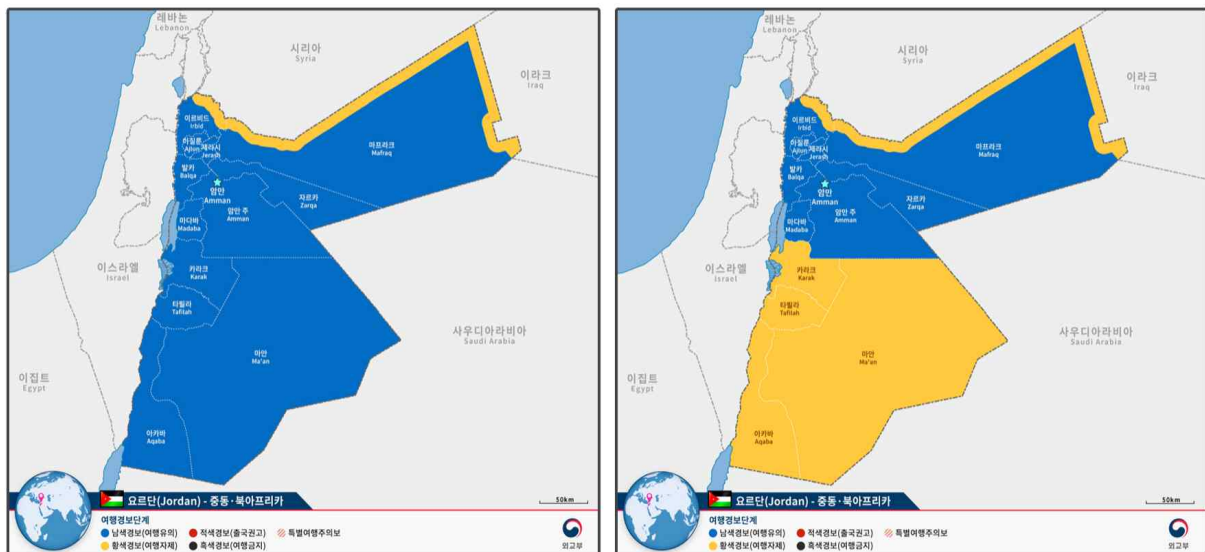 레바논
Lebanon
시리아
Syria
이라크
Iraq
이르비드
Irbid
아질룬
Ajlun
제라시
Jerash
마프라크
Mafraq
발카
Balqa
암만
Amman
암만 주
Amman
자르카
Zarqa
마다바
Madaba
이스라엘
Israel
카라크
Karak
타필라
Tafilah
사우디아라비아
Saudi Arabia
마안
Ma'an
이집트
Egypt
아카바
Aqaba
요르단(Jordan) - 중동·북아프리카
50km
여행경보단계
남색경보(여행유의) 적색경보(출국권고) 특별여행주의보
황색경보(여행자제) 흑색경보(여행금지)
외교부
레바논
Lebanon
시리아
Syria
이라크
Iraq
이르비드
Irbid
아질룬
Ajlun
제라시
Jerash
마프라크
Mafraq
발카
Balqa
암만
Amman
암만 주
Amman
자르카
Zarqa
마다바
Madaba
이스라엘
Israel
카라크
Karak
타필라
Tafilah
사우디아라비아
Saudi Arabia
마안
Ma'an
이집트
Egypt
아카바
Aqaba
요르단(Jordan) - 중동·북아프리카
50km
여행경보단계
남색경보(여행유의) 적색경보(출국권고) 특별여행주의보
황색경보(여행자제) 흑색경보(여행금지)
외교부